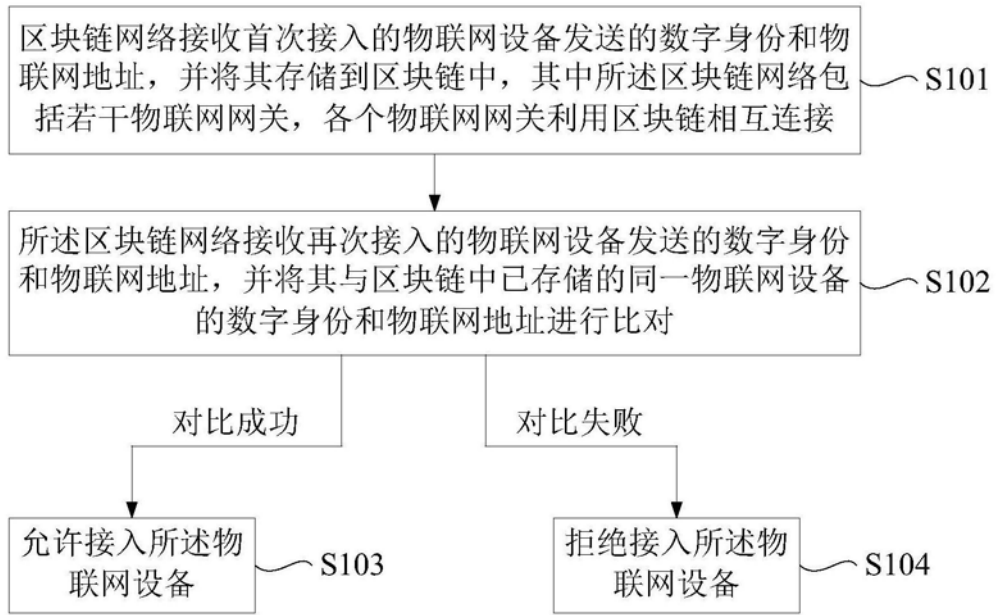 区块链网络接收首次接入的物联网设备发送的数字身份和物
联网地址，并将其存储到区块链中，其中所述区块链网络包
括若干物联网网关，各个物联网网关利用区块链相互连接
S101
所述区块链网络接收再次接入的物联网设备发送的数字身份
和物联网地址，并将其与区块链中已存储的同一物联网设备
的数字身份和物联网地址进行比对
S102
对比成功
对比失败
允许接入所述物
联网设备
S103
拒绝接入所述物
联网设备
S104